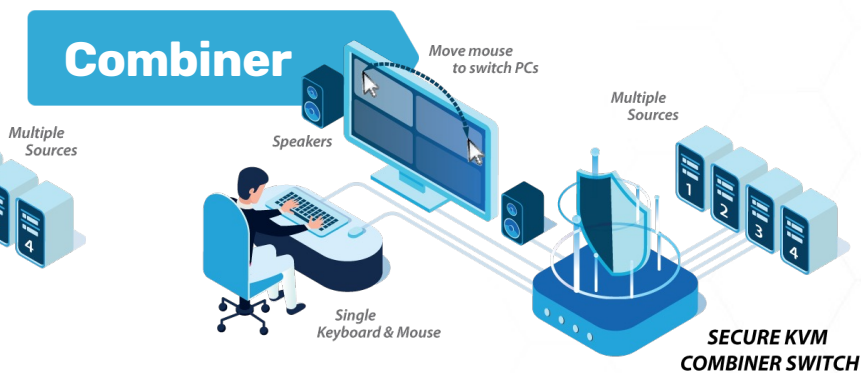 Combiner
Move mouse
to switch PCs
Multiple
Sources
Multiple
Sources
Speakers
1
2
3
4
4
Single
Keyboard & Mouse
SECURE KVM
COMBINER SWITCH